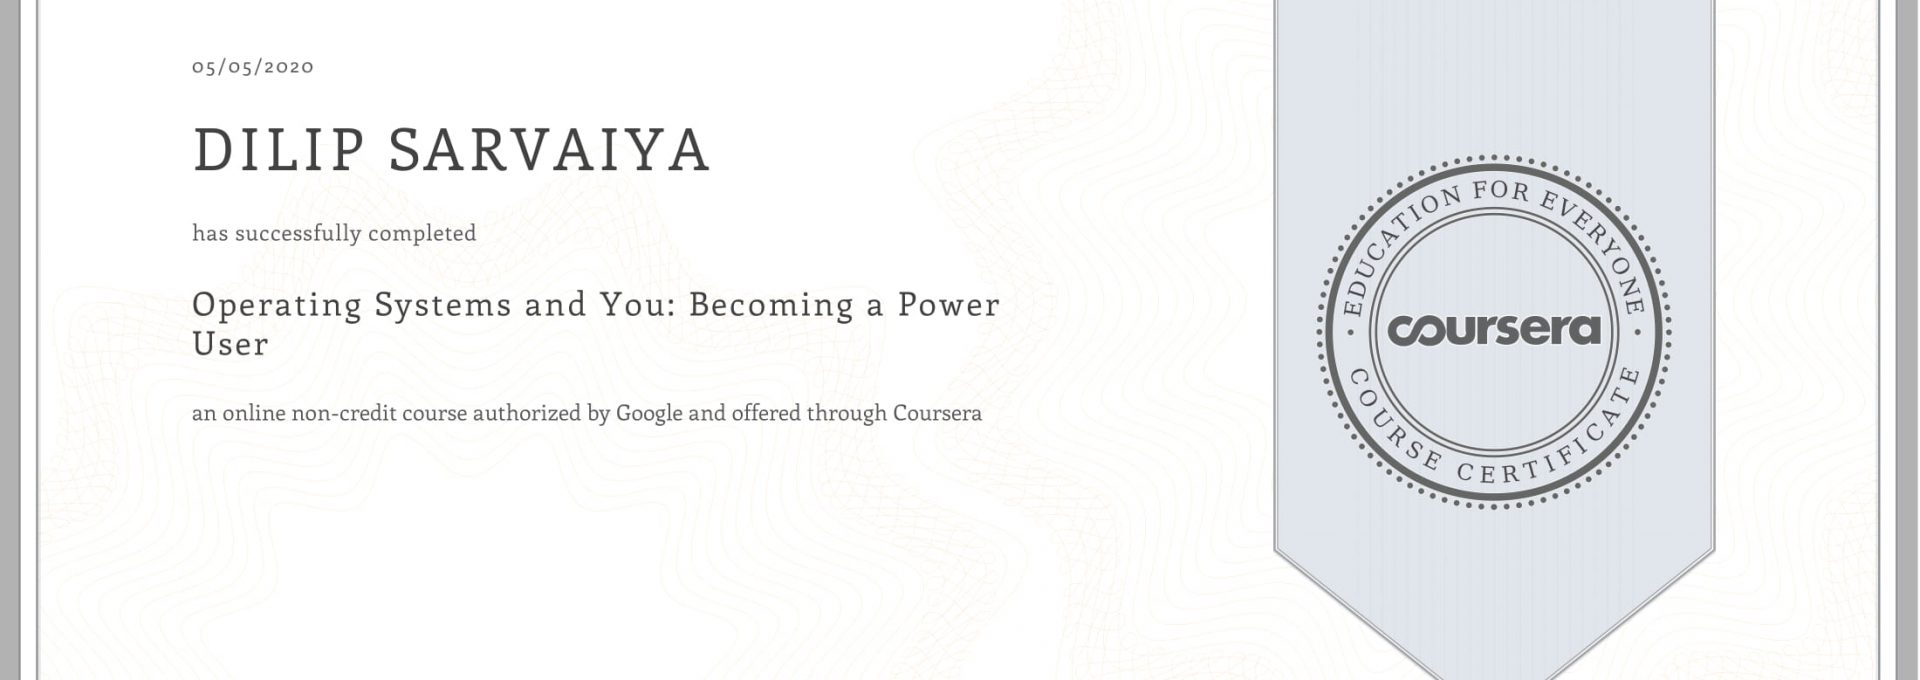 05/05/2020
DILIP SARVAIYA
has successfully completed
Operating Systems and You: Becoming a Power
User
an online non-credit course authorized by Google and offered through Coursera
EDUCATION FOR EVERYONE
coursera
COURSE CERTIFICATE